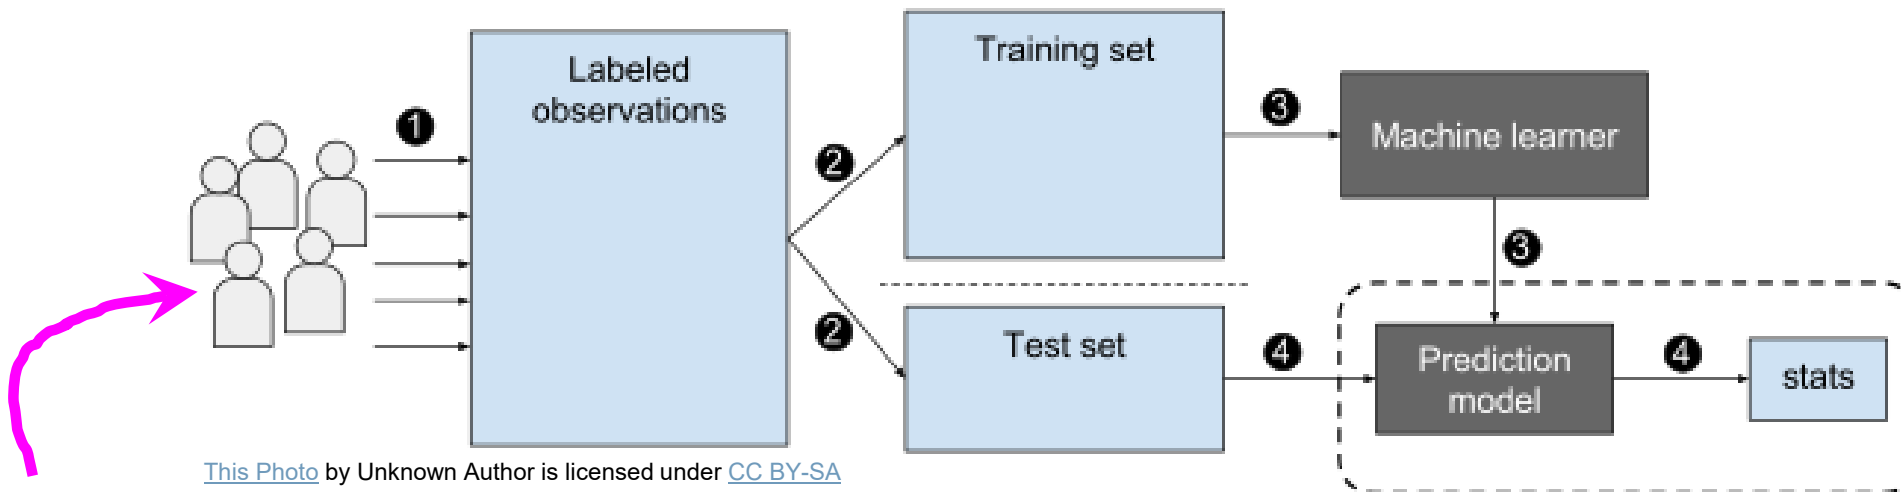 1
Labeled
observations
2
2
Training set
Test set
3
Machine learner
3
4
Prediction
model
4
stats
This Photo by Unknown Author is licensed under CC BY-SA